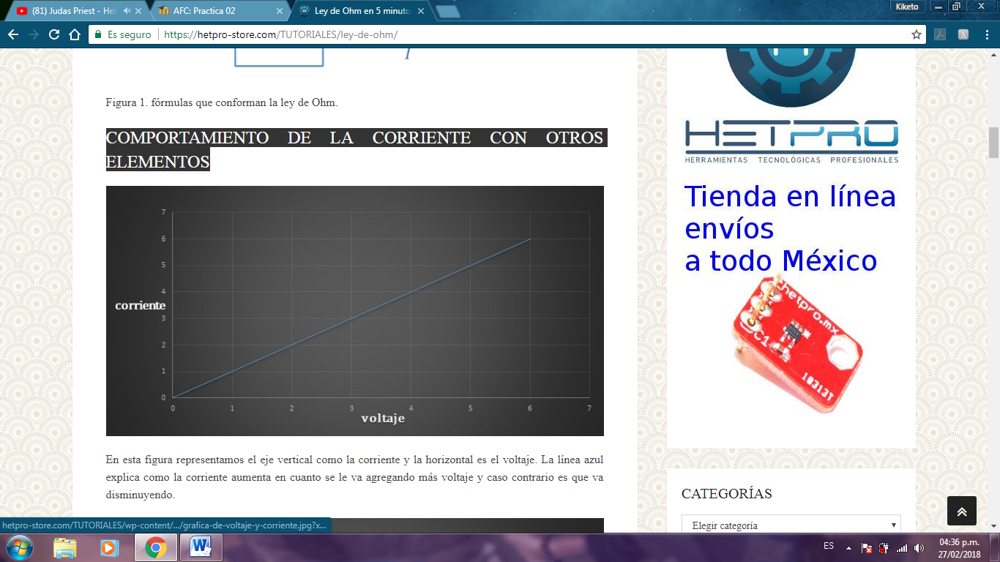 (81) Judas Priest - Hel
AFC: Practica 02
Ley de Ohm en 5 minuto
Kiketo
Es seguro
https://hetpro-store.com/TUTORIALES/ley-de-ohm/
Figura 1. fórmulas que conforman la ley de Ohm.
COMPORTAMIENTO DE LA CORRIENTE CON OTROS
ELEMENTOS
7
6
5
4
corriente
3
2
1
0
0 1 2 3 4 5 6 7
voltaje
En esta figura representamos el eje vertical como la corriente y la horizontal es el voltaje. La línea azul
explica como la corriente aumenta en cuanto se le va agregando más voltaje y caso contrario es que va
disminuyendo.
HETPRO
HERRAMIENTAS TECNOLÓGICAS PROFESIONALES
Tienda en línea
envíos
a todo México
hetpro.mx
C1
103131
CATEGORÍAS
Elegir categoría
hetpro-store.com/TUTORIALES/wp-content/.../grafica-de-voltaje-y-corriente.jpg?x...
ES
04:36 p.m.
27/02/2018